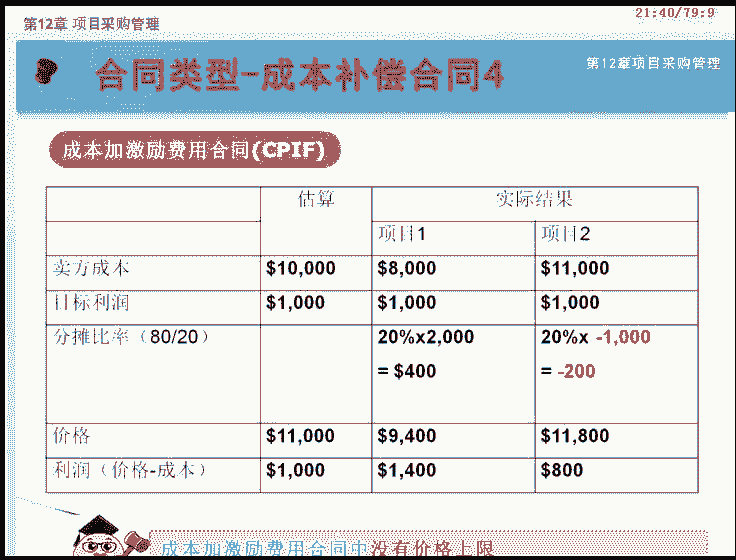 第12章 项目采购管理
21:40/79:9
合同类型-成本补偿合同4
第12章项目采购管理
成本加激励费用合同(CPIF)
估算 实际结果
项目1 项目2
卖方成本 $10,000 $8,000 $11,000
目标利润 $1,000 $1,000 $1,000
分摊比率（80/20） 20%x2,000 20%x -1,000
= $400 = -200
价格 $11,000 $9,400 $11,800
利润（价格-成本） $1,000 $1,400 $800
成本加激励费用合同中没有价格上限